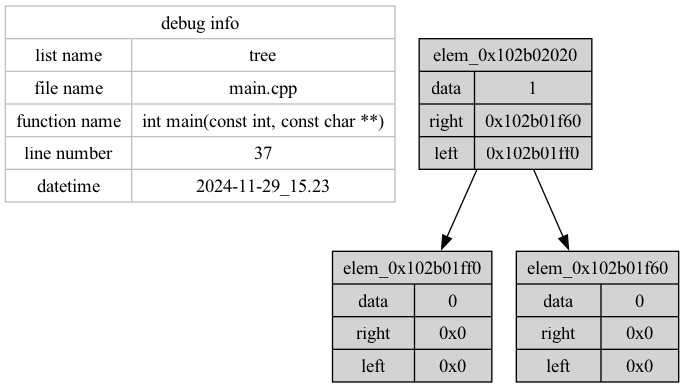 debug info
list name tree
file name main.cpp
function name int main(const int, const char **)
line number 37
datetime 2024-11-29_15.23
elem_0x102b02020
data 1
right 0x102b01f60
left 0x102b01ff0
elem_0x102b01ff0
data 0
right 0x0
left 0x0
elem_0x102b01f60
data 0
right 0x0
left 0x0